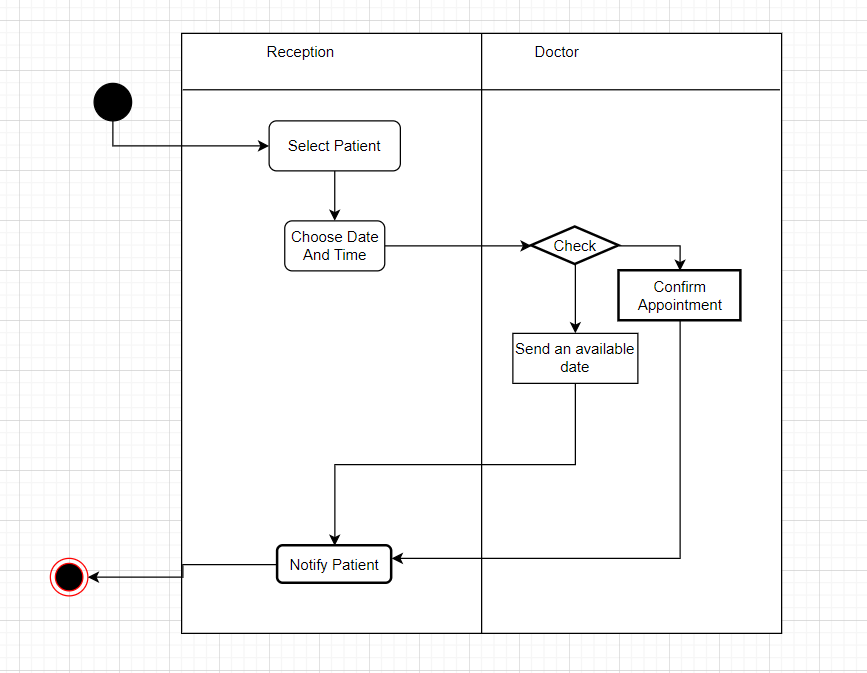 Reception
Doctor
Select Patient
Choose Date
And Time
Check
Confirm
Appointment
Send an available
date
Notify Patient